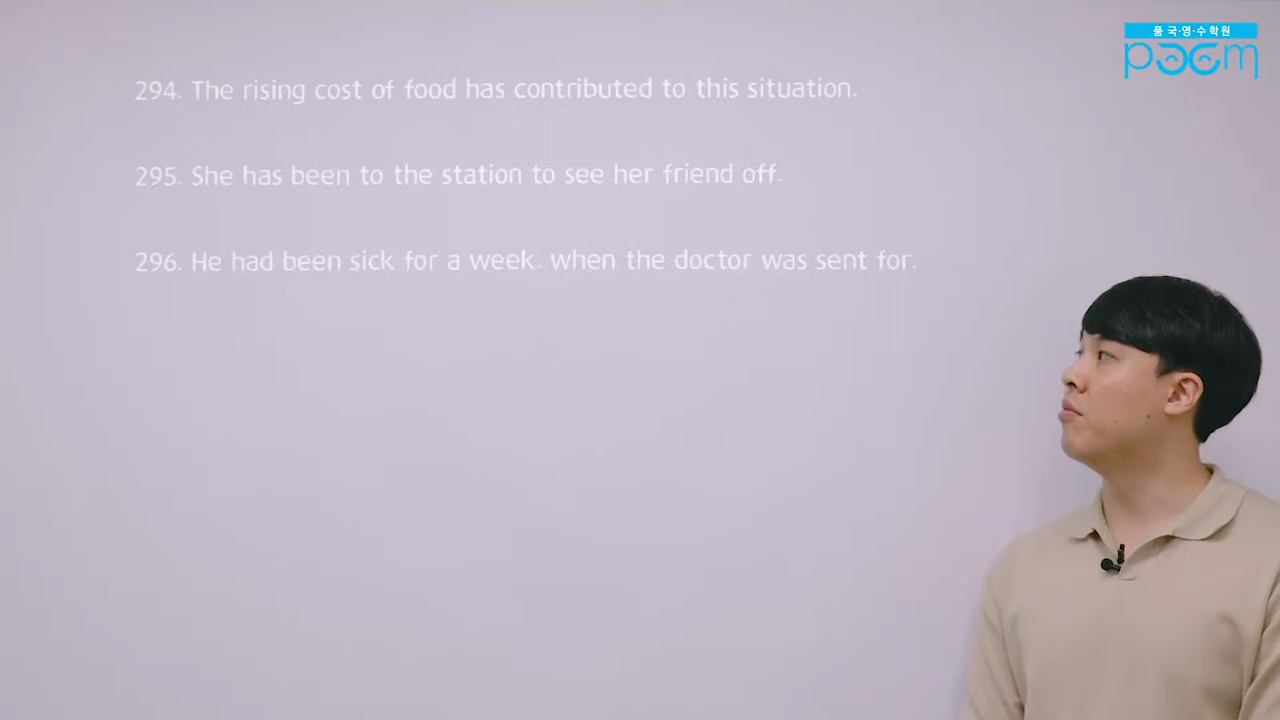 품 국·영·수 학원
poem
294. The rising cost of food has contributed to this situation.
295. She has been to the station to see her friend off.
296. He had been sick for a week. when the doctor was sent for.